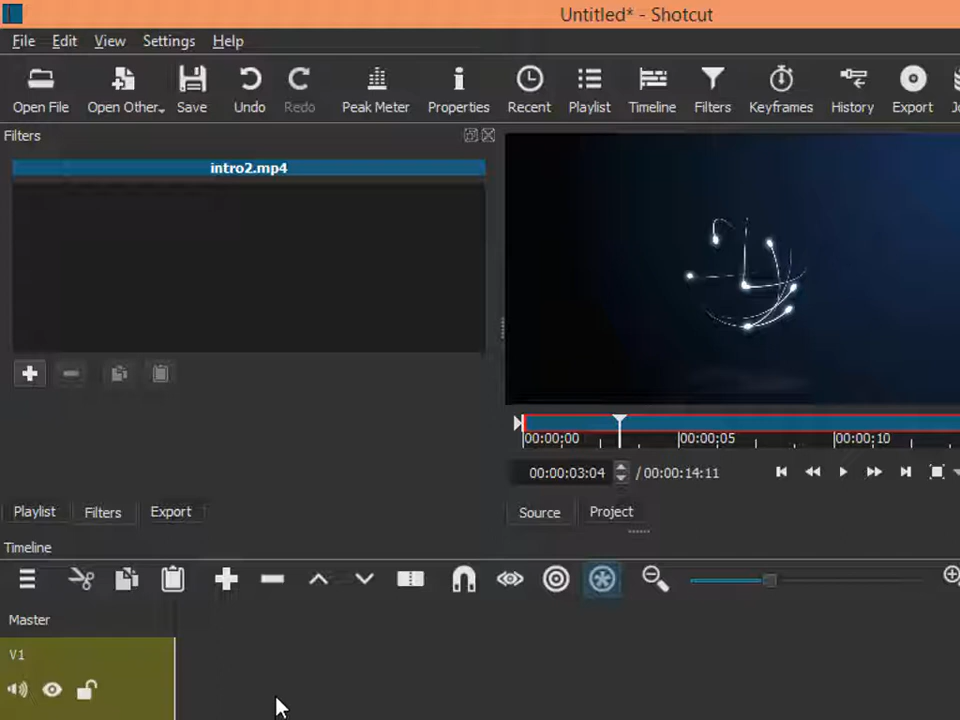 Untitled* - Shotcut
File Edit View Settings Help
Open File Open Other... Save Undo Redo Peak Meter Properties Recent Playlist Timeline Filters Keyframes History Export
Filters
intro2.mp4
00:00:00 00:00:05 00:00:10
00:00:03:04 / 00:00:14:11
Playlist Filters Export
Source Project
Timeline
Master
V1